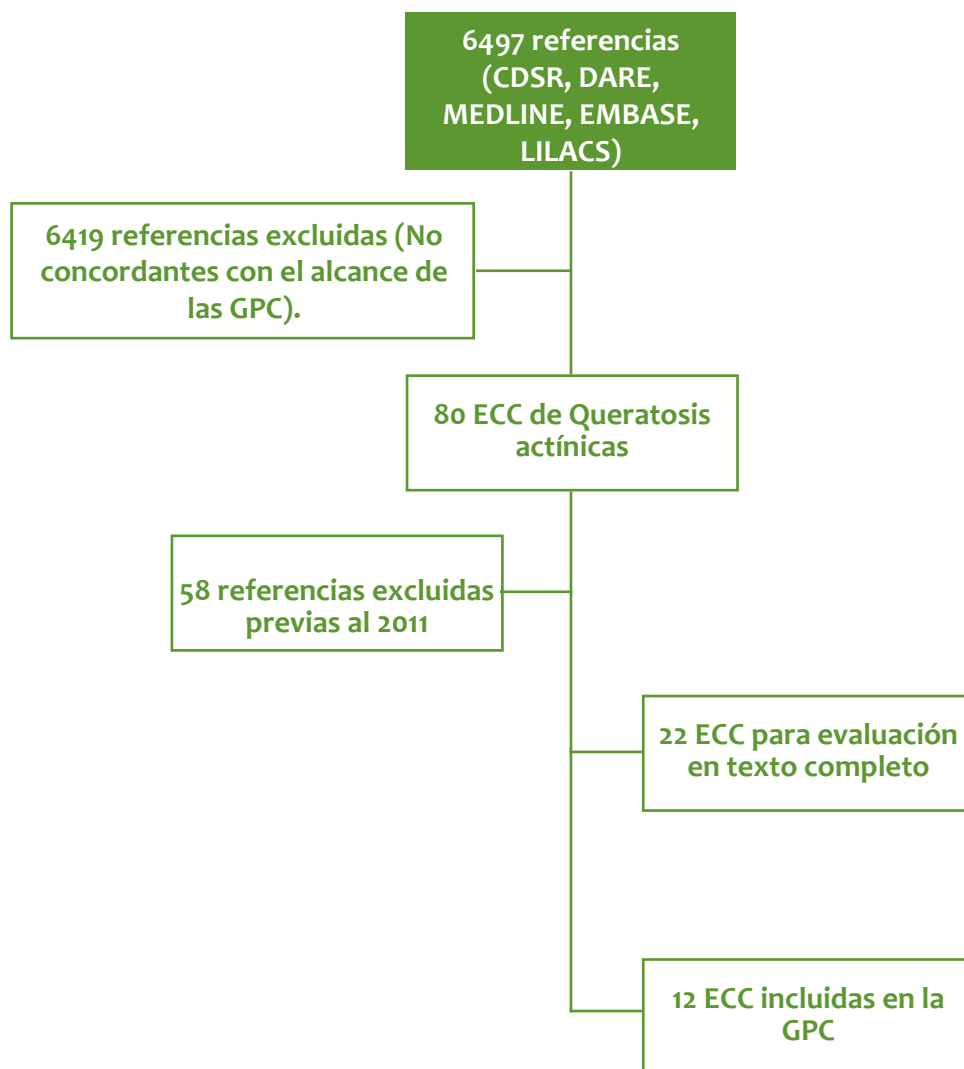 6497 referencias
(CDSR, DARE,
MEDLINE, EMBASE,
LILACS)
6419 referencias excluidas (No
concordantes con el alcance de
las GPC).
80 ECC de Queratosis
actínicas
58 referencias excluidas
previas al 2011
22 ECC para evaluación
en texto completo
12 ECC incluidas en la
GPC